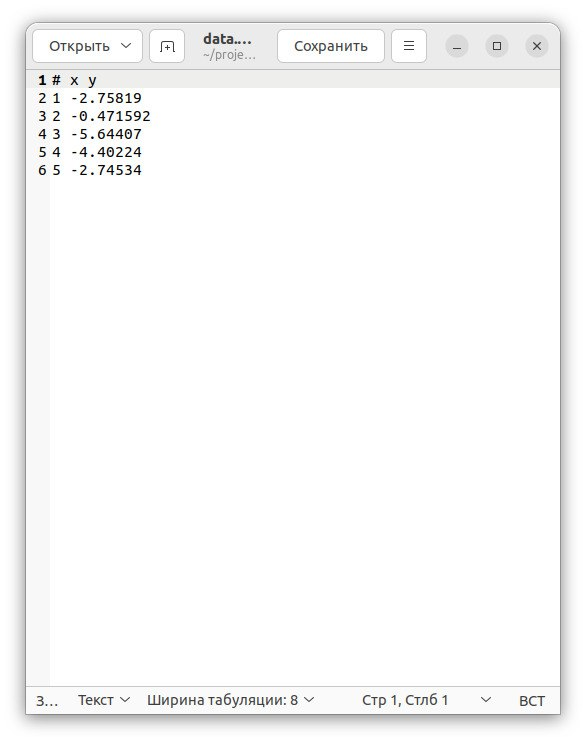 Открыть
data....
~/proje...
Сохранить
1 # x y
2 1 -2.75819
3 2 -0.471592
4 3 -5.64407
5 4 -4.40224
6 5 -2.74534
З... Текст Ширина табуляции: 8 Стр 1, Стлб 1 ВСТ